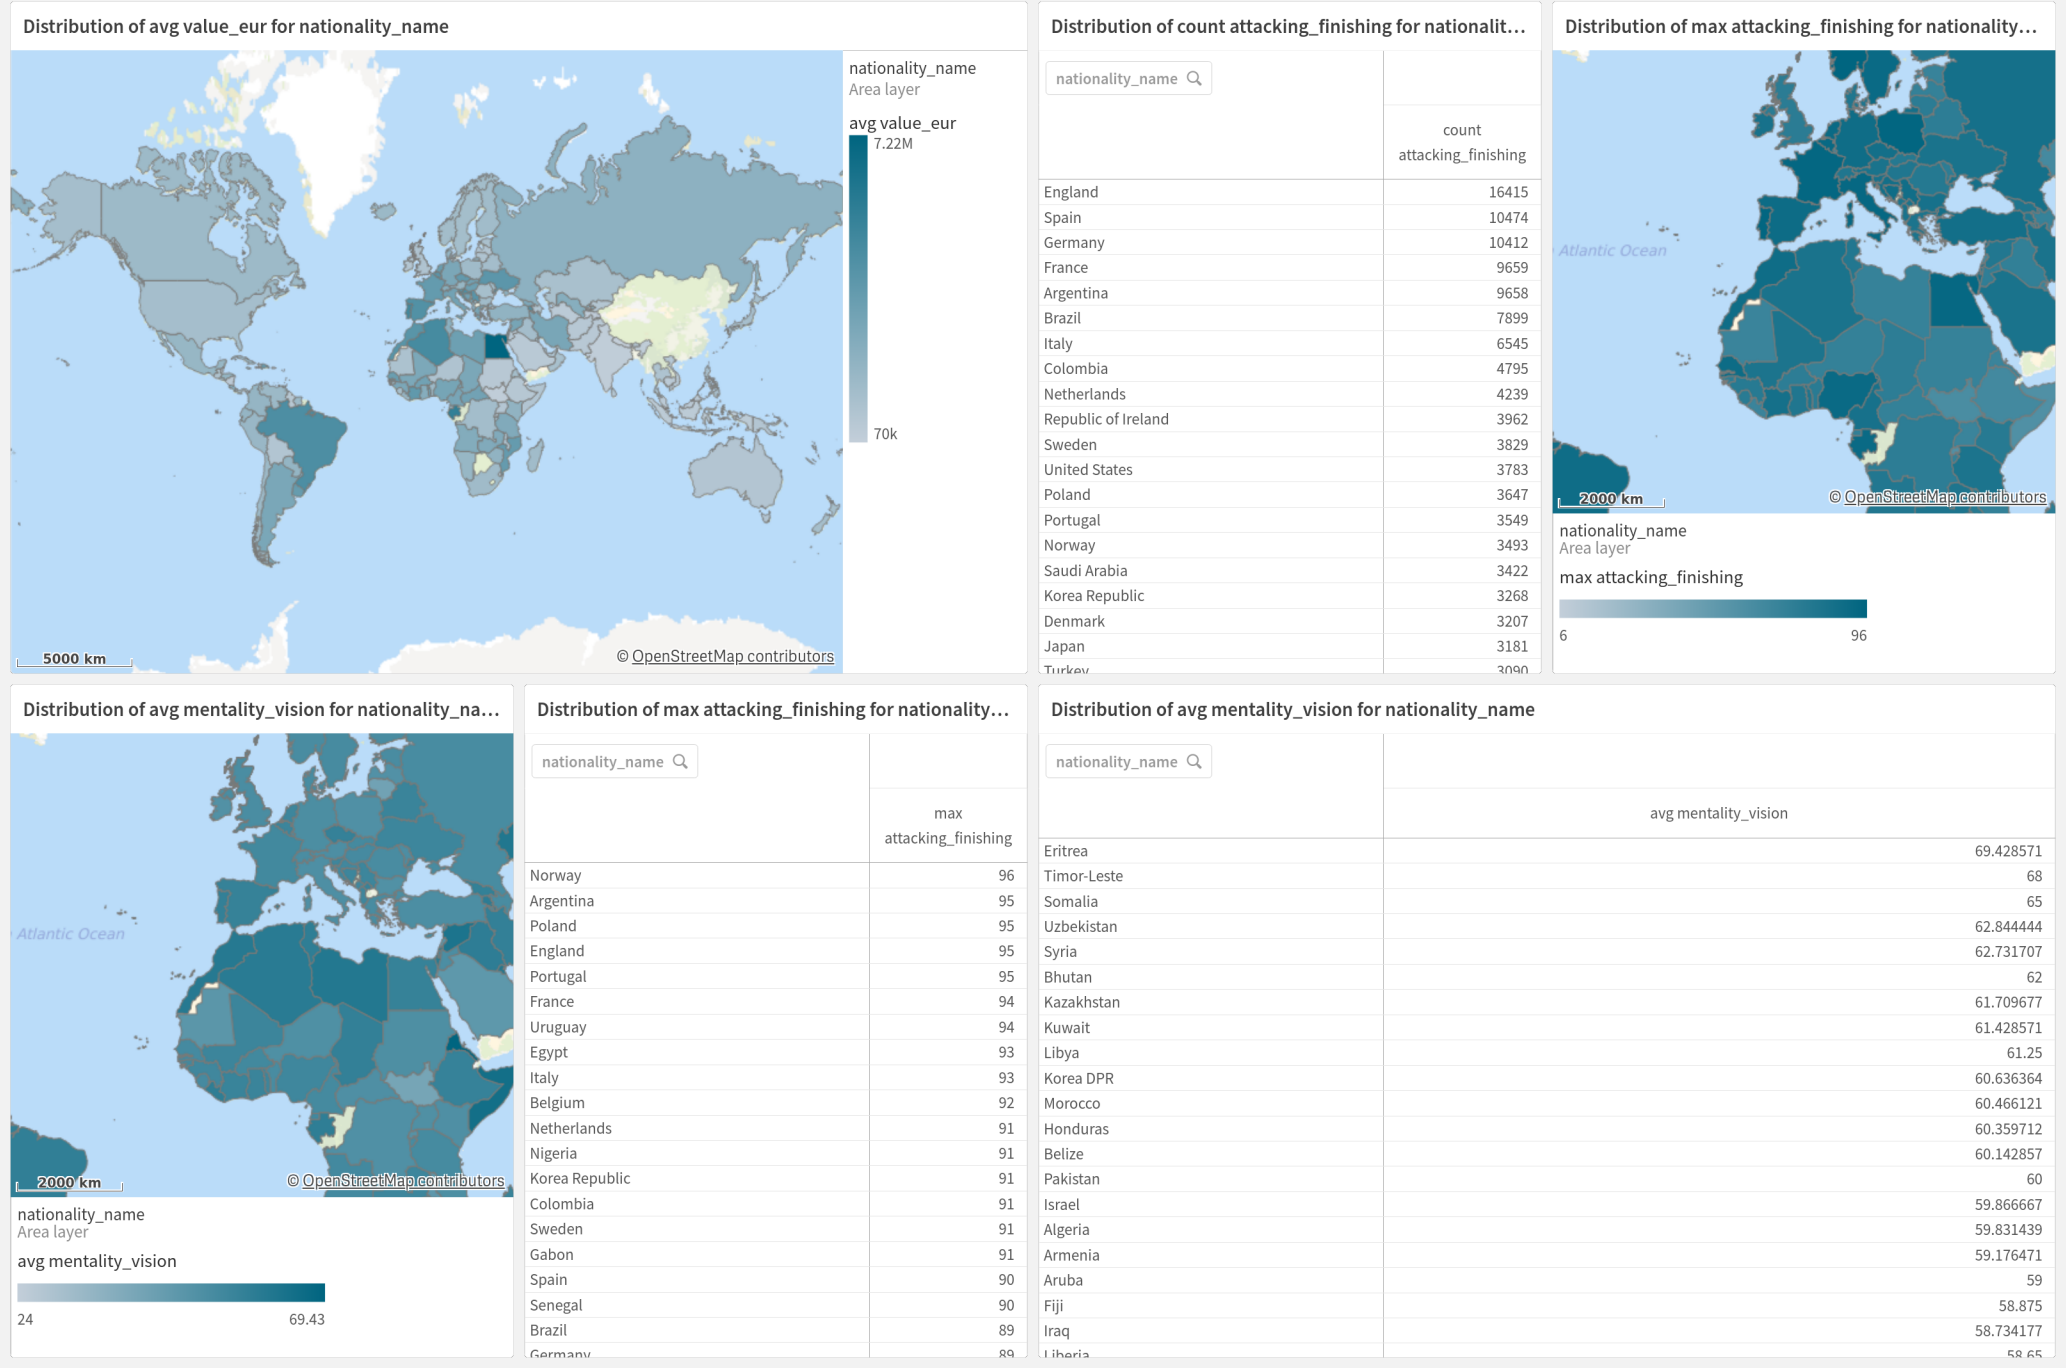 Distribution of avg value_eur for nationality_name
nationality_name
Area layer
avg value_eur
7.22M
70k
5000 km
© OpenStreetMap contributors
Distribution of count attacking_finishing for nationalit…
nationality_name
count
attacking_finishing
England 16415
Spain 10474
Germany 10412
France 9659
Argentina 9658
Brazil 7899
Italy 6545
Colombia 4795
Netherlands 4239
Republic of Ireland 3962
Sweden 3829
United States 3783
Poland 3647
Portugal 3549
Norway 3493
Saudi Arabia 3422
Korea Republic 3268
Denmark 3207
Japan 3181
Turkey 3090
Distribution of max attacking_finishing for nationality…
Atlantic Ocean
2000 km
© OpenStreetMap contributors
nationality_name
Area layer
max attacking_finishing
6 96
Distribution of avg mentality_vision for nationality_na…
Atlantic Ocean
2000 km
© OpenStreetMap contributors
nationality_name
Area layer
avg mentality_vision
24 69.43
Distribution of max attacking_finishing for nationality…
nationality_name
max
attacking_finishing
Norway 96
Argentina 95
Poland 95
England 95
Portugal 95
France 94
Uruguay 94
Egypt 93
Italy 93
Belgium 92
Netherlands 91
Nigeria 91
Korea Republic 91
Colombia 91
Sweden 91
Gabon 91
Spain 90
Senegal 90
Brazil 89
Germany 89
Distribution of avg mentality_vision for nationality_name
nationality_name
avg mentality_vision
Eritrea 69.428571
Timor-Leste 68
Somalia 65
Uzbekistan 62.844444
Syria 62.731707
Bhutan 62
Kazakhstan 61.709677
Kuwait 61.428571
Libya 61.25
Korea DPR 60.636364
Morocco 60.466121
Honduras 60.359712
Belize 60.142857
Pakistan 60
Israel 59.866667
Algeria 59.831439
Armenia 59.176471
Aruba 59
Fiji 58.875
Iraq 58.734177
Liberia 58.65